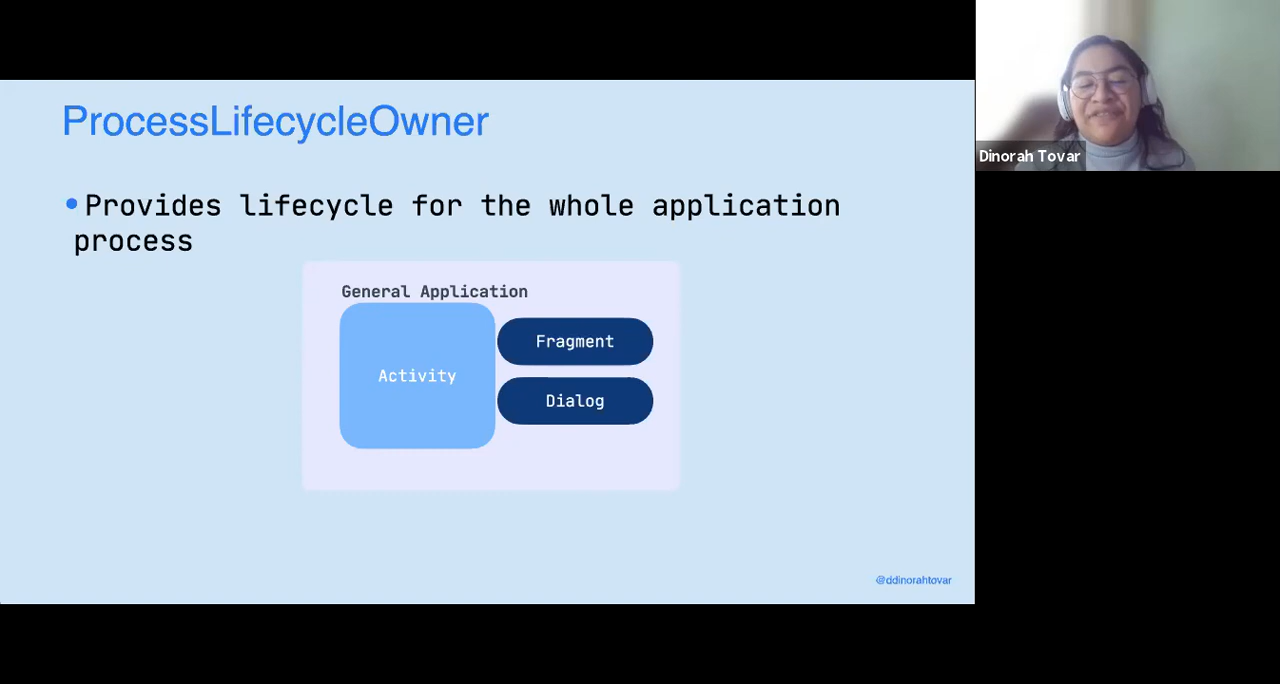 ProcessLifecycleOwner
•Provides lifecycle for the whole application
process
General Application
Activity
Fragment
Dialog
@ddinorahtovar
Dinorah Tovar